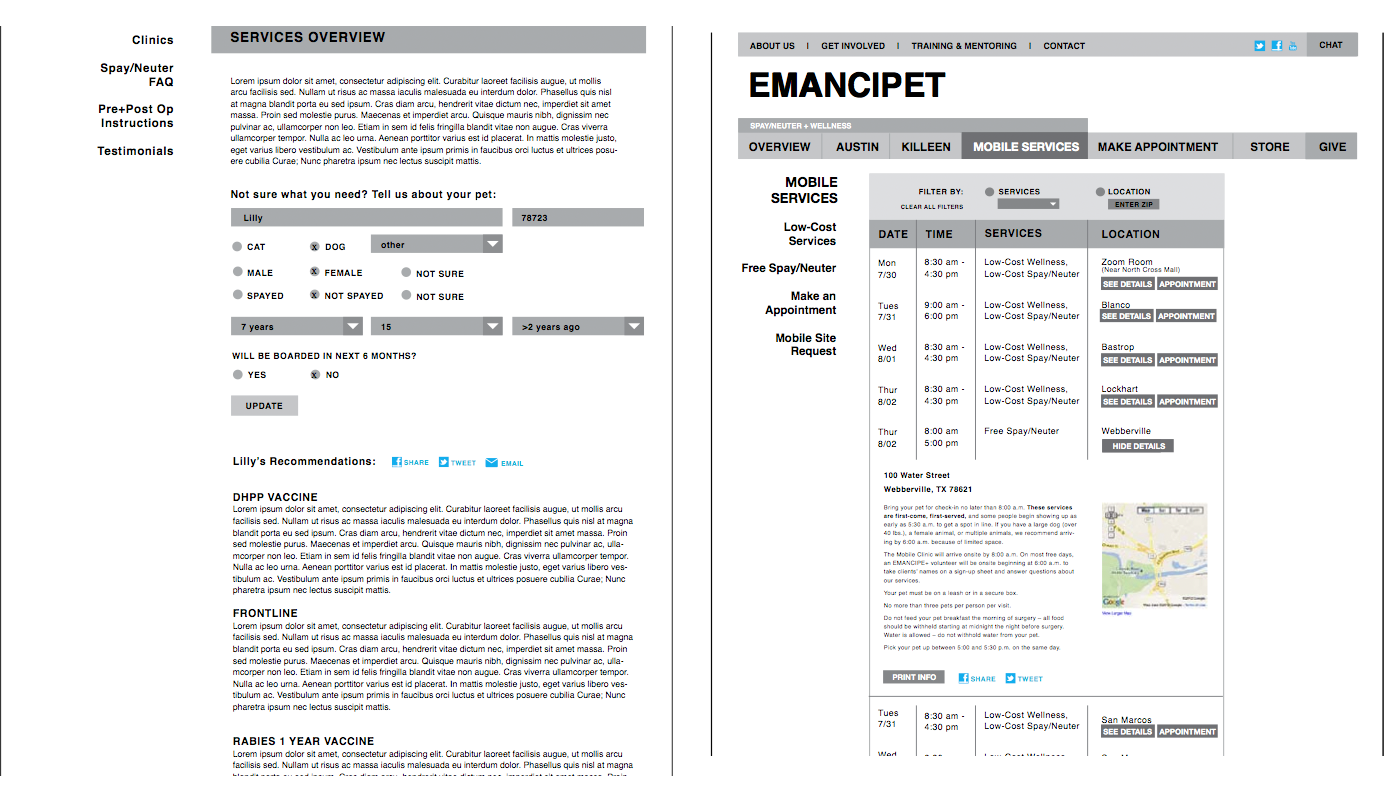 Clinics
Spay/Neuter
FAQ
Pre+Post Op
Instructions
Testimonials
SERVICES OVERVIEW
Lorem ipsum dolor sit amet, consectetur adipiscing elit. Curabitur laoreet facilisis augue, ut mollis
arcu facilisis sed. Nullam ut risus ac massa iaculis malesuada eu interdum dolor. Phasellus quis nisl
at magna blandit porta eu sed ipsum. Cras diam arcu, hendrerit vitae dictum nec, imperdiet sit amet
massa. Proin sed molestie purus. Maecenas et imperdiet arcu. Quisque mauris nibh, dignissim nec
pulvinar ac, ullamcorper non leo. Etiam in sem id felis fringilla blandit vitae non augue. Cras viverra
ullamcorper tempor. Nulla ac leo urna. Aenean porttitor varius est id placerat. In mattis molestie justo,
eget varius libero vestibulum ac. Vestibulum ante ipsum primis in faucibus orci luctus et ultrices posu-
ere cubilia Curae; Nunc pharetra ipsum nec luctus suscipit mattis.
Not sure what you need? Tell us about your pet:
Lilly
78723
CAT
x DOG
other
MALE
x FEMALE
NOT SURE
SPAYED
x NOT SPAYED
NOT SURE
7 years
15
>2 years ago
WILL BE BOARDED IN NEXT 6 MONTHS?
YES
x NO
UPDATE
Lilly's Recommendations:
SHARE
TWEET
EMAIL
DHPP VACCINE
Lorem ipsum dolor sit amet, consectetur adipiscing elit. Curabitur laoreet facilisis augue, ut mollis arcu
facilisis sed. Nullam ut risus ac massa iaculis malesuada eu interdum dolor. Phasellus quis nisl at magna
blandit porta eu sed ipsum. Cras diam arcu, hendrerit vitae dictum nec, imperdiet sit amet massa. Proin
sed molestie purus. Maecenas et imperdiet arcu. Quisque mauris nibh, dignissim nec pulvinar ac, ulla-
mcorper non leo. Etiam in sem id felis fringilla blandit vitae non augue. Cras viverra ullamcorper tempor.
Nulla ac leo urna. Aenean porttitor varius est id placerat. In mattis molestie justo, eget varius libero ves-
tibulum ac. Vestibulum ante ipsum primis in faucibus orci luctus et ultrices posuere cubilia Curae; Nunc
pharetra ipsum nec luctus suscipit mattis.
FRONTLINE
Lorem ipsum dolor sit amet, consectetur adipiscing elit. Curabitur laoreet facilisis augue, ut mollis arcu
facilisis sed. Nullam ut risus ac massa iaculis malesuada eu interdum dolor. Phasellus quis nisl at magna
blandit porta eu sed ipsum. Cras diam arcu, hendrerit vitae dictum nec, imperdiet sit amet massa. Proin
sed molestie purus. Maecenas et imperdiet arcu. Quisque mauris nibh, dignissim nec pulvinar ac, ulla-
mcorper non leo. Etiam in sem id felis fringilla blandit vitae non augue. Cras viverra ullamcorper tempor.
Nulla ac leo urna. Aenean porttitor varius est id placerat. In mattis molestie justo, eget varius libero ves-
tibulum ac. Vestibulum ante ipsum primis in faucibus orci luctus et ultrices posuere cubilia Curae; Nunc
pharetra ipsum nec luctus suscipit mattis.
RABIES 1 YEAR VACCINE
Lorem ipsum dolor sit amet, consectetur adipiscing elit. Curabitur laoreet facilisis augue, ut mollis arcu
facilisis sed. Nullam ut risus ac massa iaculis malesuada eu interdum dolor. Phasellus quis nisl at magna
blandit porta eu sed ipsum. Cras diam arcu, hendrerit vitae dictum nec, imperdiet sit amet massa. Proin
ABOUT US | GET INVOLVED | TRAINING & MENTORING | CONTACT
CHAT
EMANCIPET
SPAY/NEUTER + WELLNESS
OVERVIEW
AUSTIN
KILLEEN
MOBILE SERVICES
MAKE APPOINTMENT
STORE
GIVE
MOBILE
SERVICES
Low-Cost
Services
Free Spay/Neuter
Make an
Appointment
Mobile Site
Request
FILTER BY:
CLEAR ALL FILTERS
SERVICES
LOCATION
ENTER ZIP
DATE
TIME
SERVICES
LOCATION
Mon
7/30
8:30 am -
4:30 pm
Low-Cost Wellness,
Low-Cost Spay/Neuter
Zoom Room
(Near North Cross Mall)
SEE DETAILS
APPOINTMENT
Tues
7/31
9:00 am -
6:00 pm
Low-Cost Wellness,
Low-Cost Spay/Neuter
Blanco
SEE DETAILS
APPOINTMENT
Wed
8/01
8:30 am -
4:30 pm
Low-Cost Wellness,
Low-Cost Spay/Neuter
Bastrop
SEE DETAILS
APPOINTMENT
Thur
8/02
8:30 am -
4:30 pm
Low-Cost Wellness,
Low-Cost Spay/Neuter
Lockhart
SEE DETAILS
APPOINTMENT
Thur
8/02
8:00 am
5:00 pm
Free Spay/Neuter
Webberville
HIDE DETAILS
100 Water Street
Webberville, TX 78621
Bring your pet for check-in no later than 8:00 a.m. These services
are first-come, first-served, and some people begin showing up as
early as 5:30 a.m. to get a spot in line. If you have a large dog (over
40 lbs.), a female animal, or multiple animals, we recommend arriv-
ing by 6:00 a.m. because of limited space.
The Mobile Clinic will arrive onsite by 8:00 a.m. On most free days,
an EMANCIPE+ volunteer will be onsite beginning at 6:00 a.m. to
take clients' names on a sign-up sheet and answer questions about
our services.
Your pet must be on a leash or in a secure box.
No more than three pets per person per visit.
Do not feed your pet breakfast the morning of surgery – all food
should be withheld starting at midnight the night before surgery.
Water is allowed – do not withhold water from your pet.
Pick your pet up between 5:00 and 5:30 p.m. on the same day.
Google
View Larger Map
PRINT INFO
SHARE
TWEET
Tues
7/31
8:30 am -
4:30 pm
Low-Cost Wellness,
Low-Cost Spay/Neuter
San Marcos
SEE DETAILS
APPOINTMENT
Wed